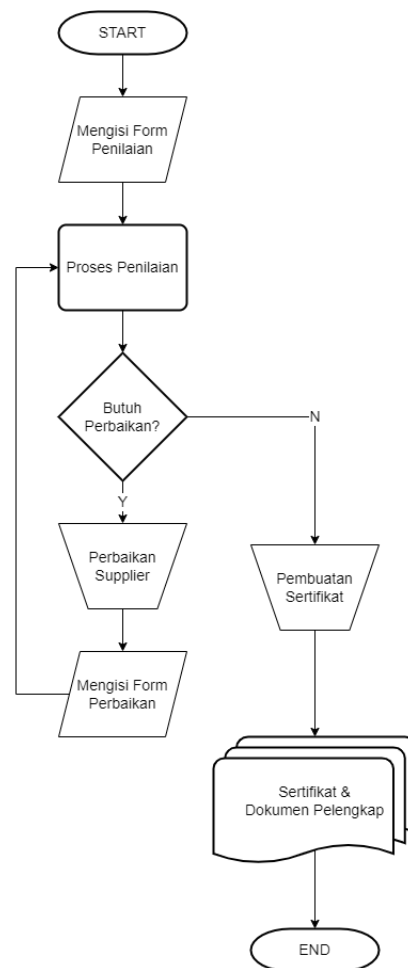 START
Mengisi Form
Penilaian
Proses Penilaian
Butuh
Perbaikan?
N
Y
Perbaikan
Supplier
Pembuatan
Sertifikat
Mengisi Form
Perbaikan
Sertifikat &
Dokumen Pelengkap
END